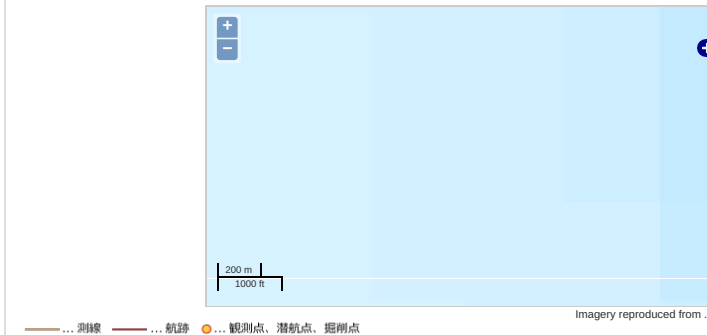 +
−
200 m
1000 ft
Imagery reproduced from .
... 測線 ... 航跡 ... 観測点、潜航点、掘削点